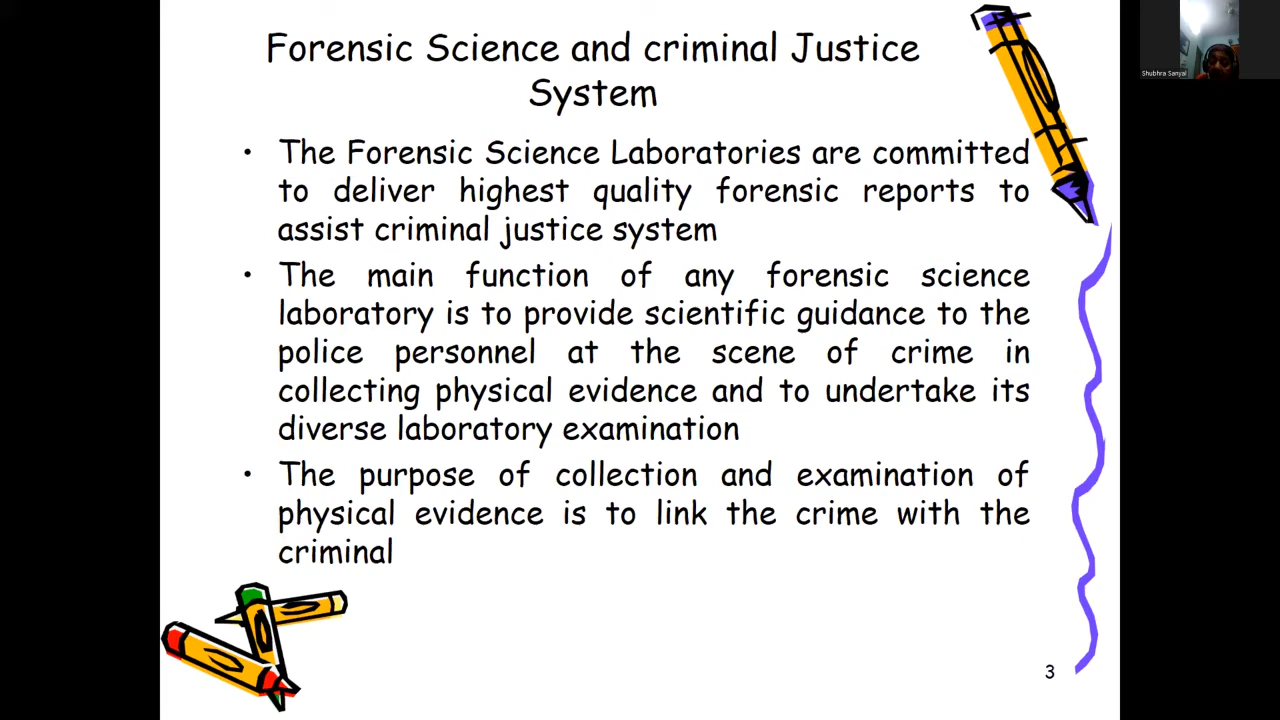 Forensic Science and criminal Justice
System
• The Forensic Science Laboratories are committed
to deliver highest quality forensic reports to
assist criminal justice system
• The main function of any forensic science
laboratory is to provide scientific guidance to the
police personnel at the scene of crime in
collecting physical evidence and to undertake its
diverse laboratory examination
• The purpose of collection and examination of
physical evidence is to link the crime with the
criminal
3
Shubhra Sanyal